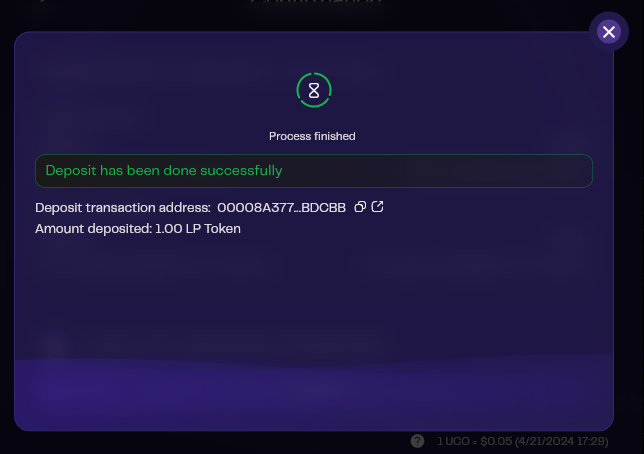 Process finished
Deposit has been done successfully
Deposit transaction address: 00008A377...BDCBB
Amount deposited: 1.00 LP Token
1 UCO = $0.05 (4/21/2024 17:29)